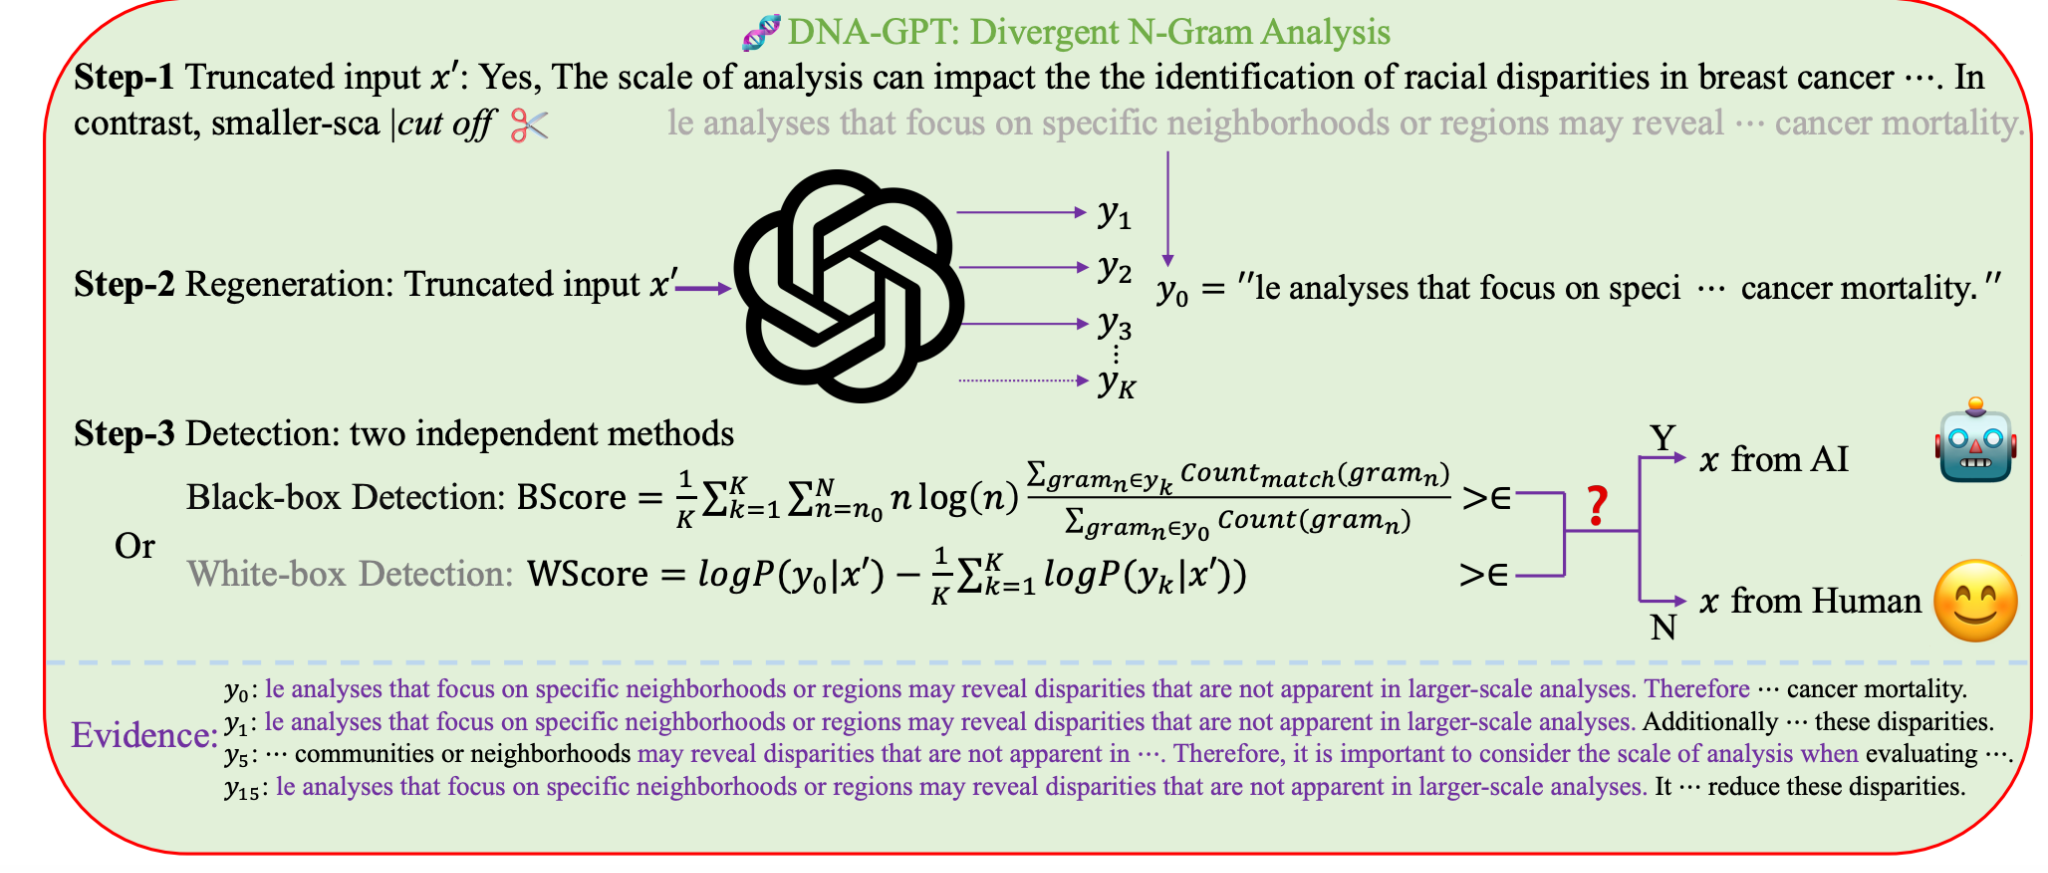 DNA-GPT: Divergent N-Gram Analysis
Step-1 Truncated input x′: Yes, The scale of analysis can impact the the identification of racial disparities in breast cancer ⋯. In
contrast, smaller-sca |cut off le analyses that focus on specific neighborhoods or regions may reveal ⋯ cancer mortality.
y₁
y₂
Step-2 Regeneration: Truncated input x′
y₀ = "le analyses that focus on speci ⋯ cancer mortality."
y₃
⋮
y_K
Step-3 Detection: two independent methods
Black-box Detection: BScore = 1/K ∑_{k=1}^{K} ∑_{n=n₀}^{N} n log(n) ∑_{gram_n∈y_k} Count_match(gram_n) / ∑_{gram_n∈y₀} Count(gram_n) >∈
Or
White-box Detection: WScore = logP(y₀|x′) − 1/K ∑_{k=1}^{K} logP(y_k|x′)) >∈
?
Y
x from AI
x from Human
N
Evidence:
y₀: le analyses that focus on specific neighborhoods or regions may reveal disparities that are not apparent in larger-scale analyses. Therefore ⋯ cancer mortality.
y₁: le analyses that focus on specific neighborhoods or regions may reveal disparities that are not apparent in larger-scale analyses. Additionally ⋯ these disparities.
y₅: ⋯ communities or neighborhoods may reveal disparities that are not apparent in ⋯. Therefore, it is important to consider the scale of analysis when evaluating ⋯.
y₁₅: le analyses that focus on specific neighborhoods or regions may reveal disparities that are not apparent in larger-scale analyses. It ⋯ reduce these disparities.